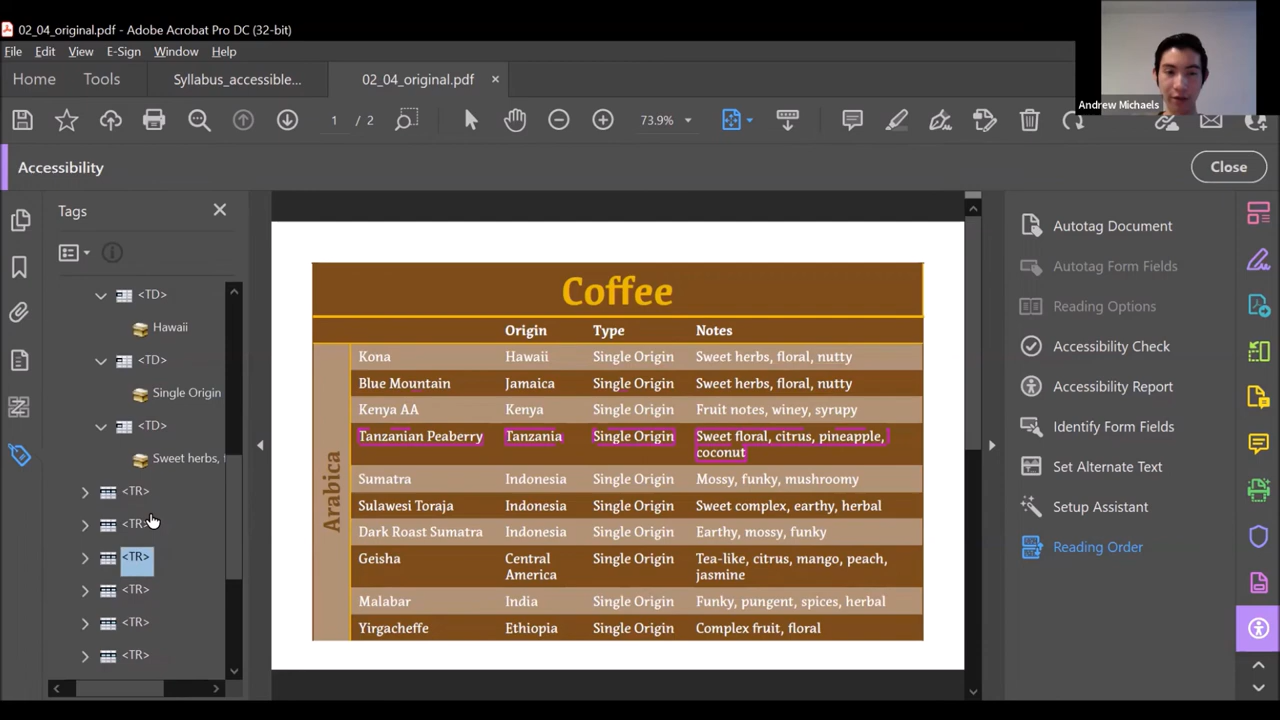 02_04_original.pdf - Adobe Acrobat Pro DC (32-bit)
File Edit View E-Sign Window Help
Home Tools Syllabus_accessible... 02_04_original.pdf
1 / 2 73.9%
Andrew Michaels
Accessibility
Close
Tags
<TD>
Hawaii
<TD>
Single Origin
<TD>
Sweet herbs,
<TR>
<TR>
<TR>
<TR>
<TR>
<TR>
Coffee
Origin Type Notes
Arabica
Kona Hawaii Single Origin Sweet herbs, floral, nutty
Blue Mountain Jamaica Single Origin Sweet herbs, floral, nutty
Kenya AA Kenya Single Origin Fruit notes, winey, syrupy
Tanzanian Peaberry Tanzania Single Origin Sweet floral, citrus, pineapple,
coconut
Sumatra Indonesia Single Origin Mossy, funky, mushroomy
Sulawesi Toraja Indonesia Single Origin Sweet complex, earthy, herbal
Dark Roast Sumatra Indonesia Single Origin Earthy, mossy, funky
Geisha Central Single Origin Tea-like, citrus, mango, peach,
America jasmine
Malabar India Single Origin Funky, pungent, spices, herbal
Yirgacheffe Ethiopia Single Origin Complex fruit, floral
Autotag Document
Autotag Form Fields
Reading Options
Accessibility Check
Accessibility Report
Identify Form Fields
Set Alternate Text
Setup Assistant
Reading Order